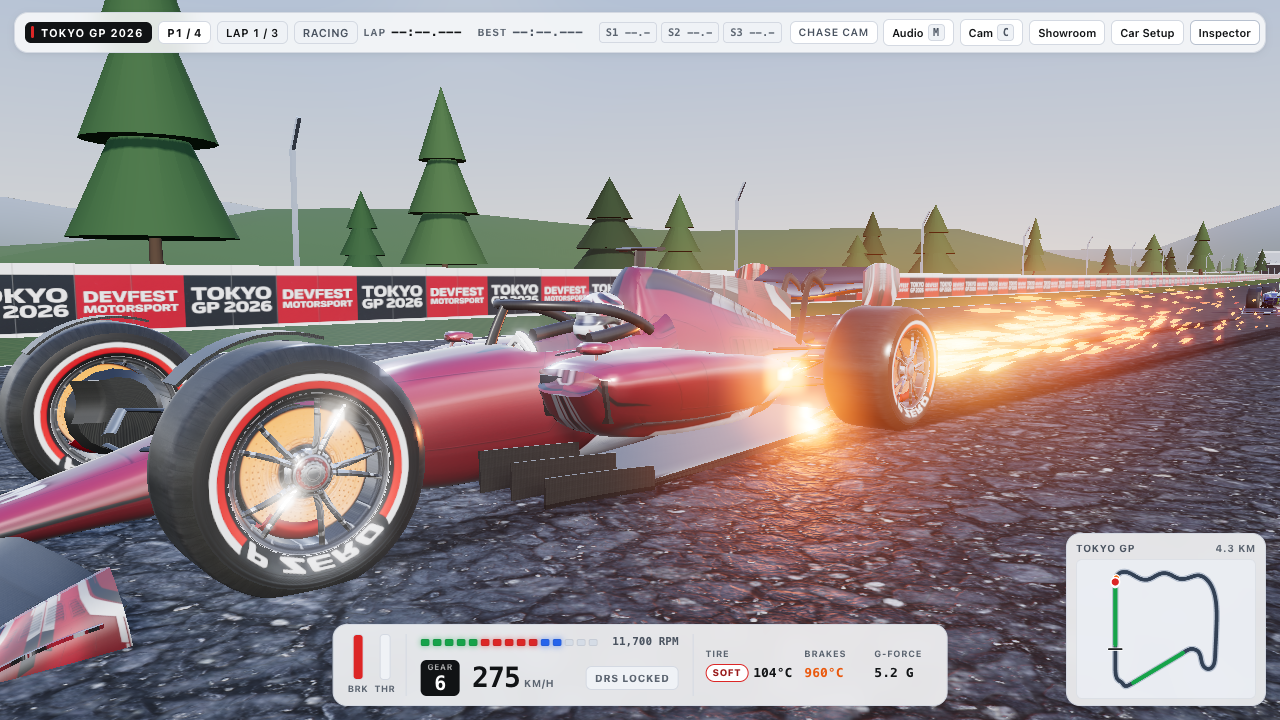 TOKYO GP 2026 P1 / 4 LAP 1 / 3 RACING LAP --:--.--- BEST --:--.--- S1 --.- S2 --.- S3 --.- CHASE CAM Audio M Cam C Showroom Car Setup Inspector
TOKYO 2026 DEVFEST MOTORSPORT TOKYO GP 2026 DEVFEST MOTORSPORT TOKYO GP 2026 DEVFEST MOTORSPORT TOKYO GP 2026 DEVFEST MOTORSPORT
P ZERO
P ZERO
TOKYO GP 4.3 KM
11,700 RPM
GEAR
6
275 KM/H
DRS LOCKED
BRK THR
TIRE BRAKES G-FORCE
SOFT 104°C 960°C 5.2 G